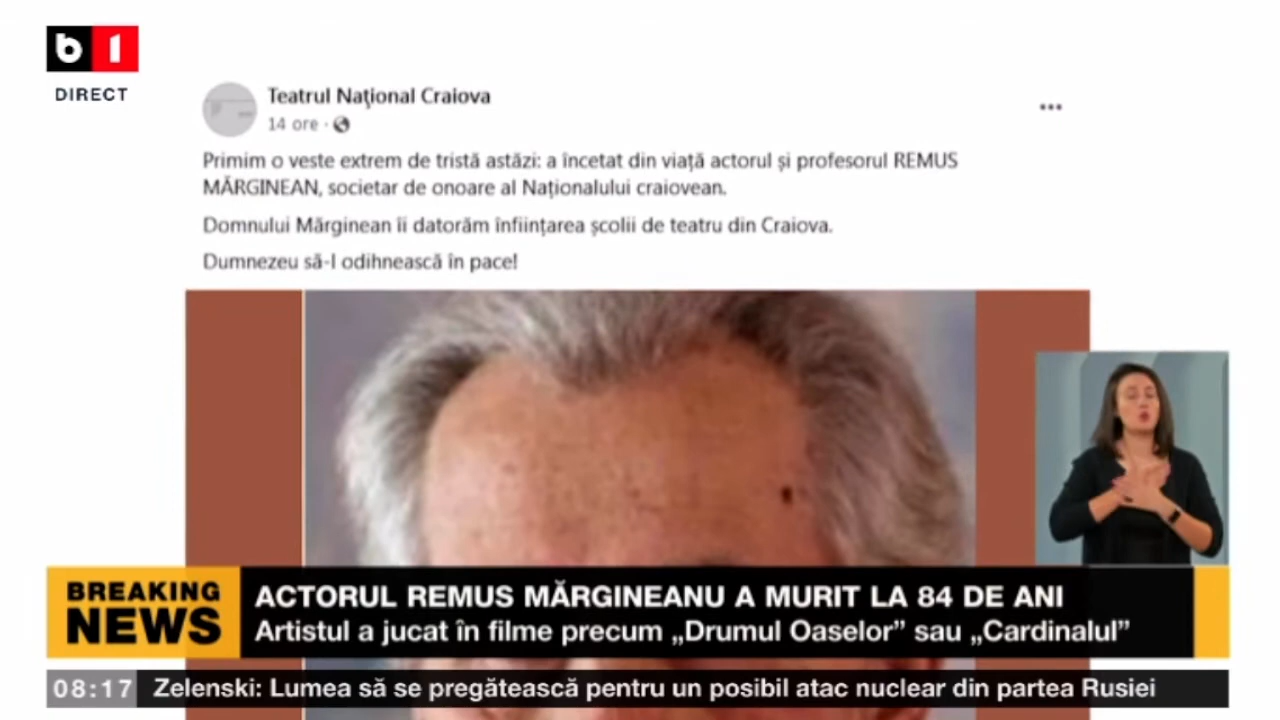 b1
DIRECT
Teatrul Naţional Craiova
14 ore ·
Primim o veste extrem de tristă astăzi: a încetat din viață actorul și profesorul REMUS
MĂRGINEAN, societar de onoare al Naționalului craiovean.
Domnului Mărginean îi datorăm înființarea școlii de teatru din Craiova.
Dumnezeu să-l odihnească în pace!
BREAKING
NEWS
ACTORUL REMUS MĂRGINEANU A MURIT LA 84 DE ANI
Artistul a jucat în filme precum „Drumul Oaselor” sau „Cardinalul”
08:17 Zelenski: Lumea să se pregătească pentru un posibil atac nuclear din partea Rusiei